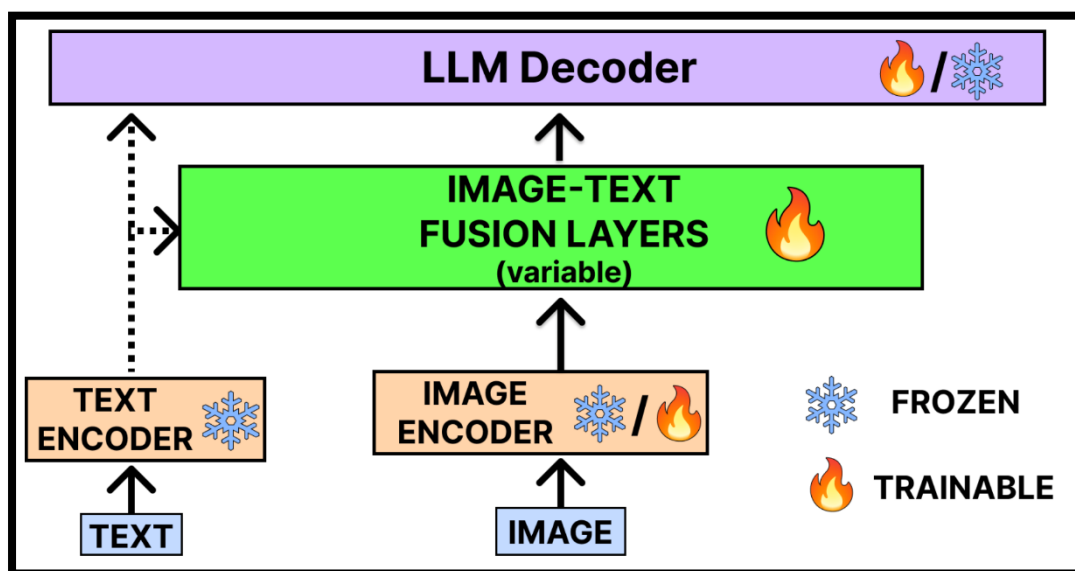 LLM Decoder
/
IMAGE-TEXT
FUSION LAYERS
(variable)
TEXT
ENCODER
IMAGE
ENCODER
/
FROZEN
TRAINABLE
TEXT
IMAGE